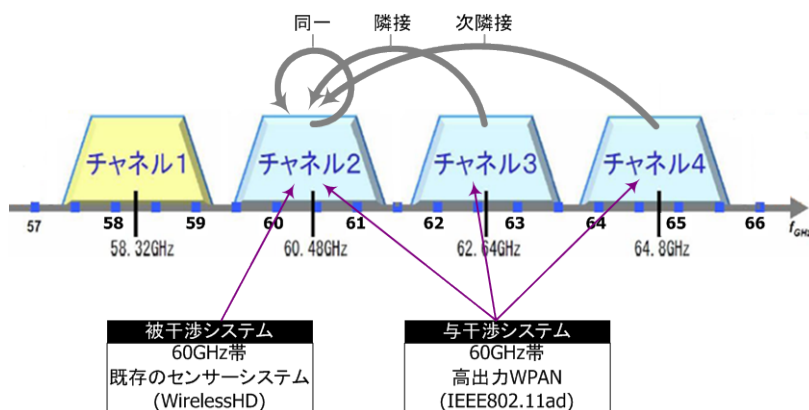 同一 隣接 次隣接
チャネル1 チャネル2 チャネル3 チャネル4
57 58 59 60 61 62 63 64 65 66 fGHz
58.32GHz 60.48GHz 62.64GHz 64.8GHz
被干渉システム
60GHz帯
既存のセンサーシステム
(WirelessHD)
与干渉システム
60GHz帯
高出力WPAN
(IEEE802.11ad)